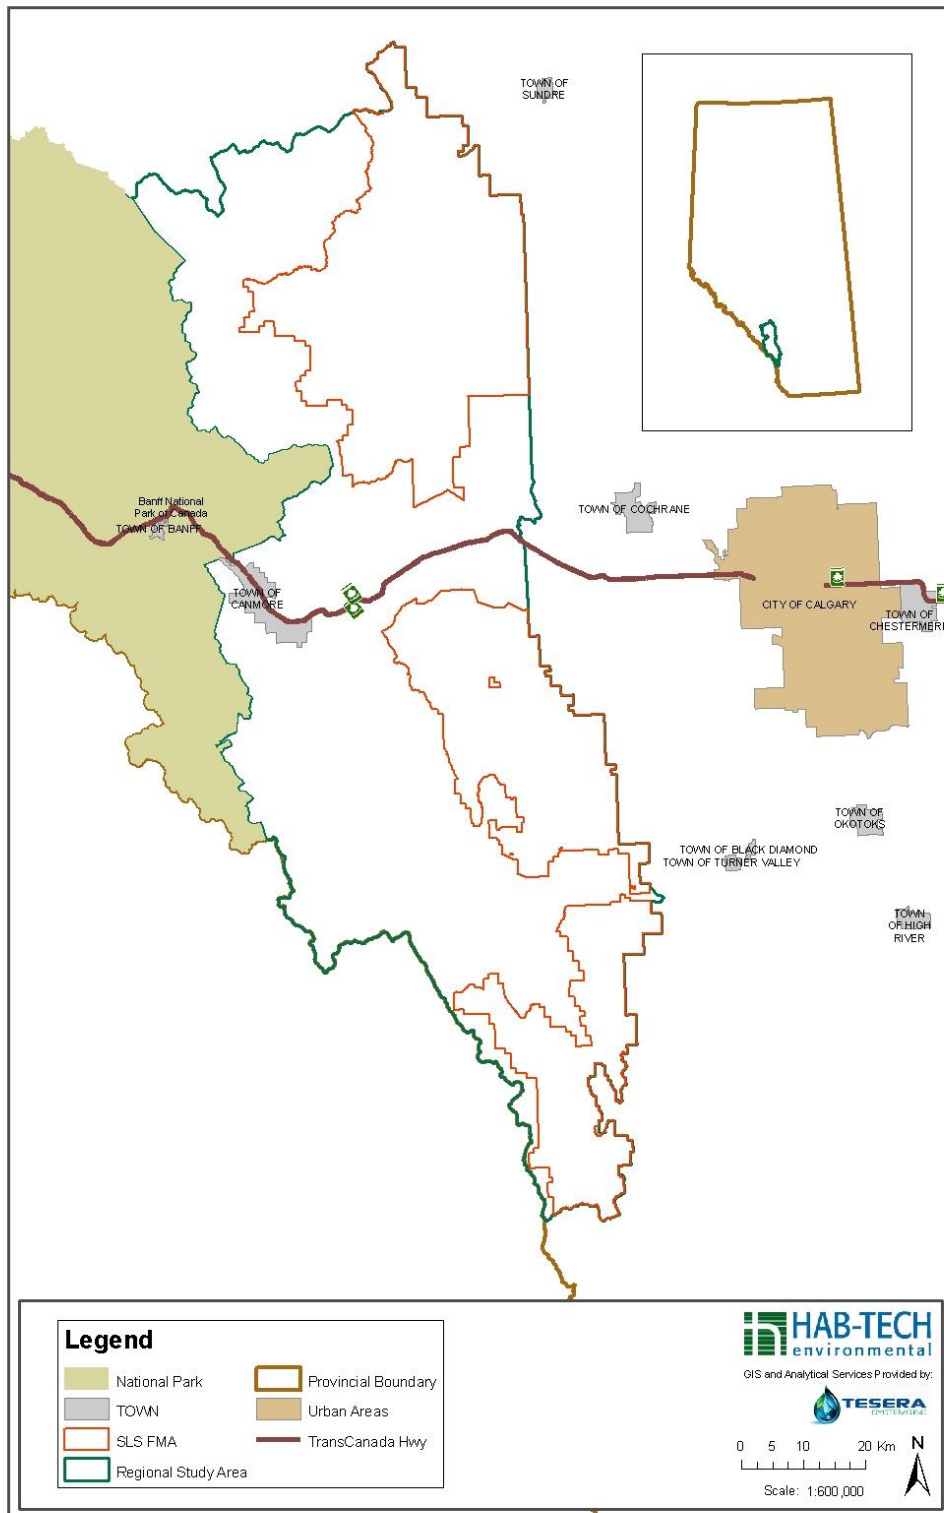 TOWN OF
SUNDRE
TOWN OF COCHRANE
Banff National
Park of Canada
TOWN OF BANFF
TOWN OF
CANMORE
CITY OF CALGARY
TOWN OF
CHESTERMERE
TOWN OF
OKOTOKS
TOWN OF BLACK DIAMOND
TOWN OF TURNER VALLEY
TOWN
OF HIGH
RIVER
Legend
National Park
TOWN
SLS FMA
Regional Study Area
Provincial Boundary
Urban Areas
TransCanada Hwy
HAB-TECH
environmental
GIS and Analytical Services Provided by:
TESERA
SYSTEMS INC
0 5 10 20 Km
N
Scale: 1:600,000